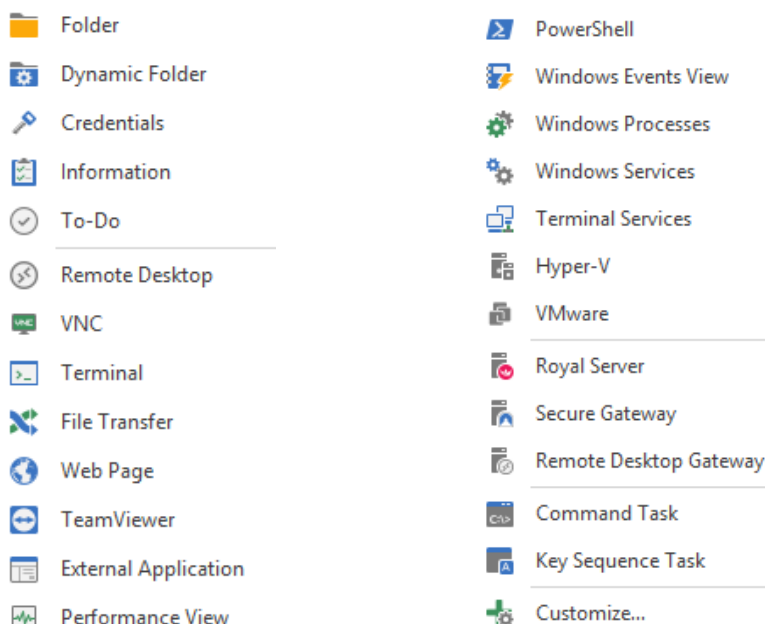 Folder
Dynamic Folder
Credentials
Information
To-Do
Remote Desktop
VNC
VNC
Terminal
File Transfer
Web Page
TeamViewer
External Application
Performance View
PowerShell
Windows Events View
Windows Processes
Windows Services
Terminal Services
Hyper-V
VMware
Royal Server
Secure Gateway
Remote Desktop Gateway
C:\>
Command Task
A
Key Sequence Task
Customize...